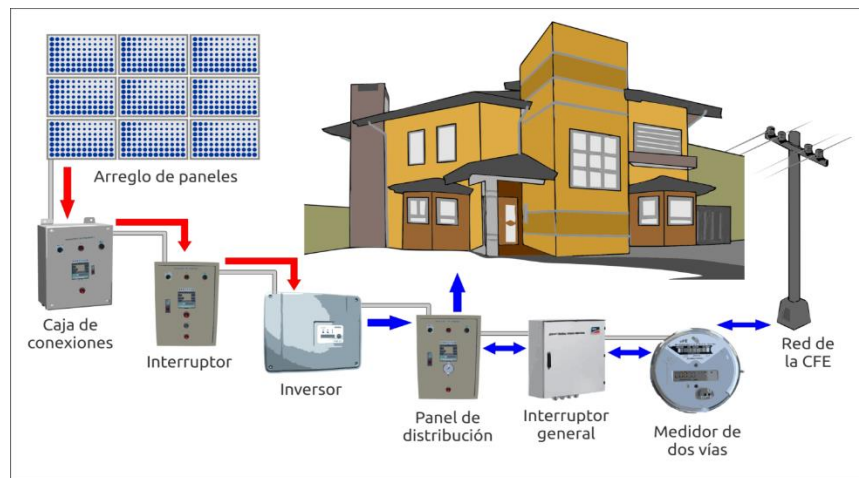 Arreglo de paneles
Caja de
conexiones
Interruptor
Inversor
Panel de
distribución
Interruptor
general
Medidor de
dos vías
Red de
la CFE